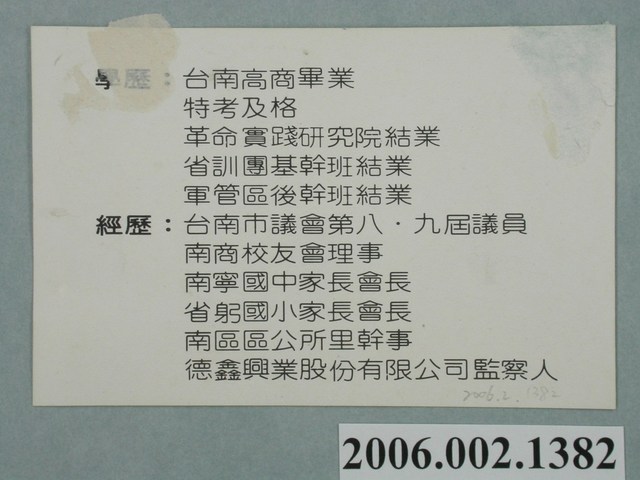 學歷：台南高商畢業
特考及格
革命實踐研究院結業
省訓團基幹班結業
軍管區後幹班結業
經歷：台南市議會第八．九屆議員
南商校友會理事
南寧國中家長會長
省躬國小家長會長
南區區公所里幹事
德鑫興業股份有限公司監察人
2006.2.1382
2006.002.1382